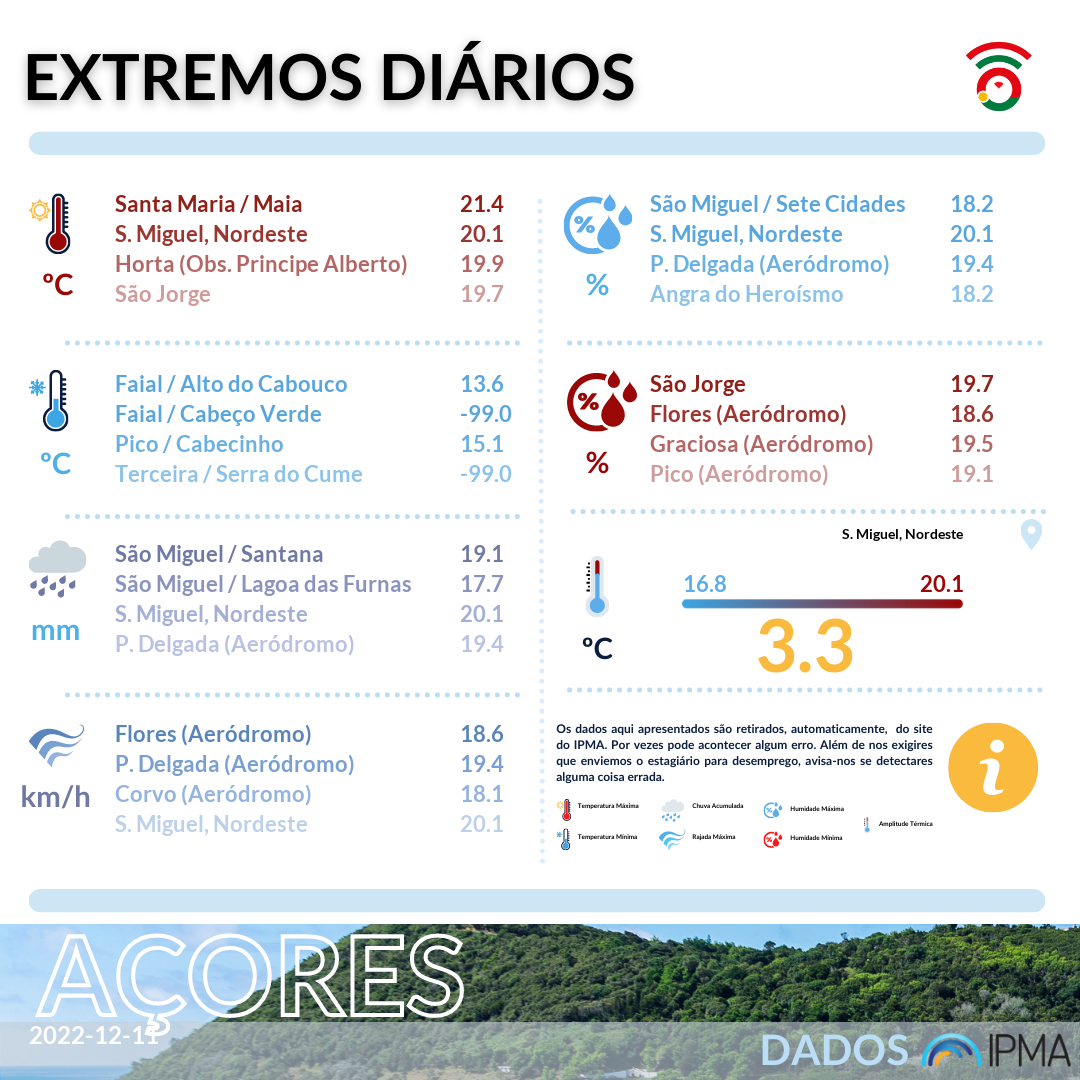 EXTREMOS DIÁRIOS
Santa Maria / Maia 21.4
S. Miguel, Nordeste 20.1
Horta (Obs. Principe Alberto) 19.9
São Jorge 19.7
ºC
São Miguel / Sete Cidades 18.2
S. Miguel, Nordeste 20.1
P. Delgada (Aeródromo) 19.4
Angra do Heroísmo 18.2
%
%
Faial / Alto do Cabouco 13.6
Faial / Cabeço Verde -99.0
Pico / Cabecinho 15.1
Terceira / Serra do Cume -99.0
ºC
São Jorge 19.7
Flores (Aeródromo) 18.6
Graciosa (Aeródromo) 19.5
Pico (Aeródromo) 19.1
%
%
São Miguel / Santana 19.1
São Miguel / Lagoa das Furnas 17.7
S. Miguel, Nordeste 20.1
P. Delgada (Aeródromo) 19.4
mm
S. Miguel, Nordeste
16.8 20.1
3.3
ºC
Flores (Aeródromo) 18.6
P. Delgada (Aeródromo) 19.4
Corvo (Aeródromo) 18.1
S. Miguel, Nordeste 20.1
km/h
Os dados aqui apresentados são retirados, automaticamente, do site
do IPMA. Por vezes pode acontecer algum erro. Além de nos exigires
que enviemos o estagiário para desemprego, avisa-nos se detectares
alguma coisa errada.
i
Temperatura Máxima Chuva Acumulada Humidade Máxima
Amplitude Térmica
Temperatura Mínima Rajada Máxima Humidade Mínima
AÇORES
2022-12-11
DADOS IPMA